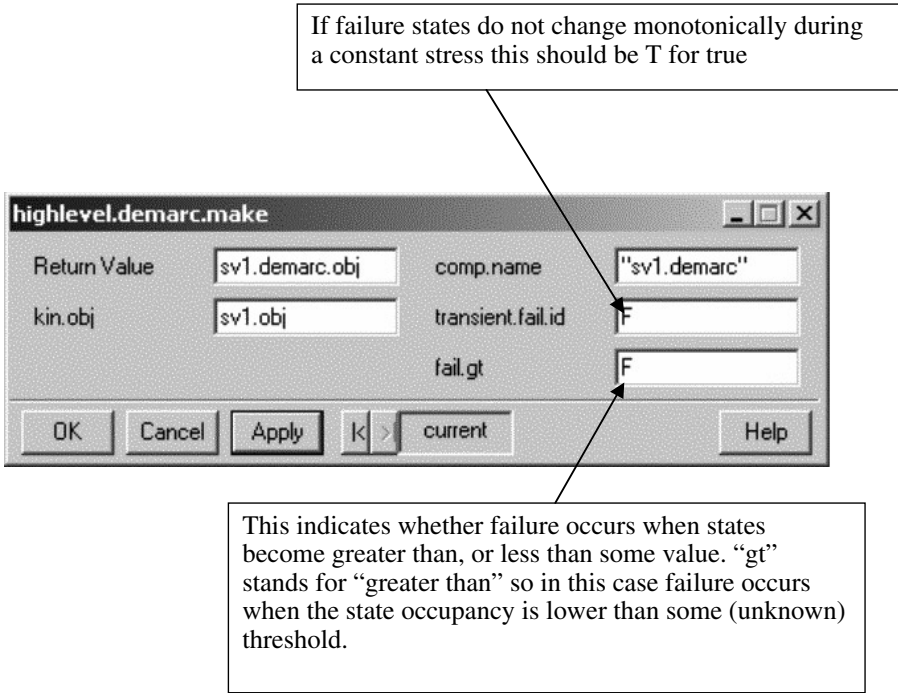 If failure states do not change monotonically during
a constant stress this should be T for true
highlevel.demarc.make
Return Value
sv1.demarc.obj
comp.name
"sv1.demarc"
kin.obj
sv1.obj
transient.fail.id
F
fail.gt
F
OK
Cancel
Apply
current
Help
This indicates whether failure occurs when states
become greater than, or less than some value. “gt”
stands for “greater than” so in this case failure occurs
when the state occupancy is lower than some (unknown)
threshold.